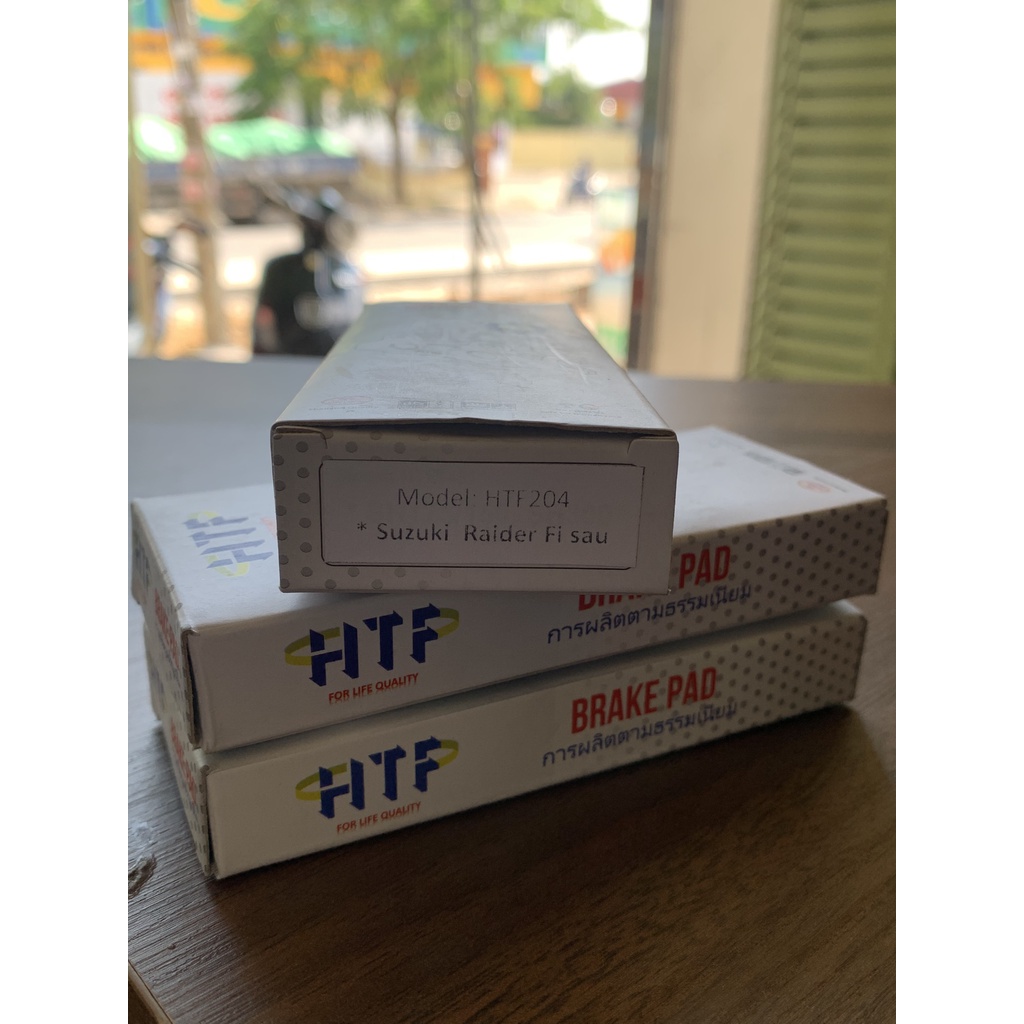 Model: HTF204
* Suzuki Raider Fi sau
HTF
HTF
FOR LIFE QUALITY
PAD
การผลิตตามธรรมเนียม
HTF
FOR LIFE QUALITY
BRAKE PAD
การผลิตตามธรรมเนียม